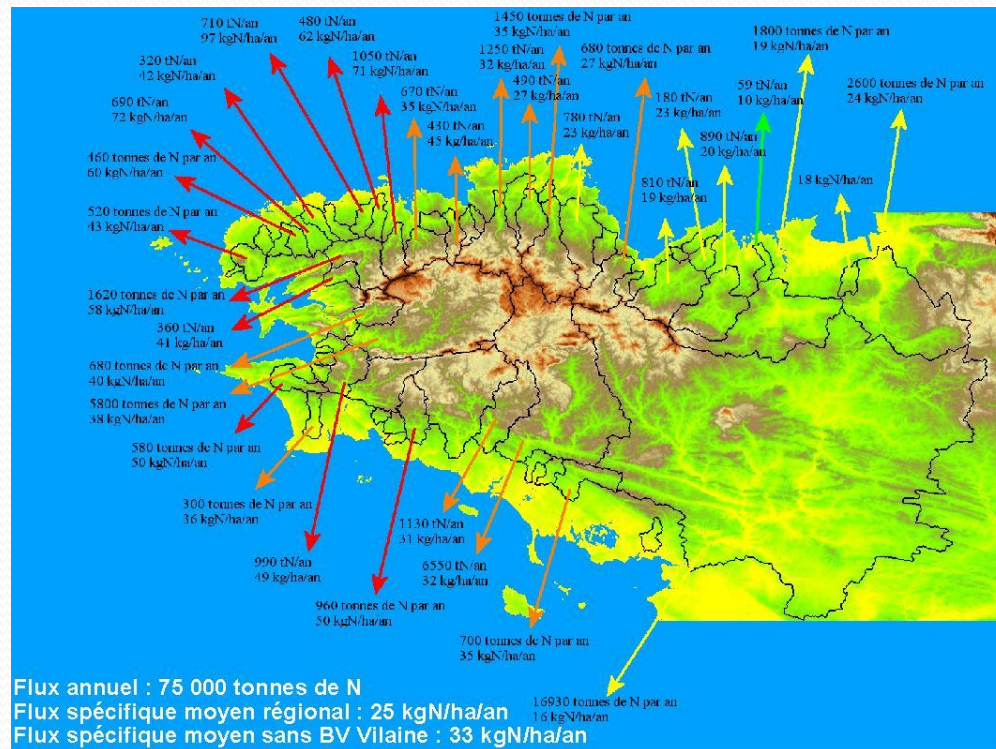 710 tN/an
97 kgN/ha/an
480 tN/an
62 kgN/ha/an
1450 tonnes de N par an
35 kgN/ha/an
1800 tonnes de N par an
19 kgN/ha/an
320 tN/an
42 kgN/ha/an
1050 tN/an
71 kgN/ha/an
1250 tN/an
32 kg/ha/an
680 tonnes de N par an
27 kgN/ha/an
690 tN/an
72 kgN/ha/an
670 tN/an
35 kg/ha/an
490 tN/an
27 kg/ha/an
180 tN/an
23 kg/ha/an
59 tN/an
10 kg/ha/an
2600 tonnes de N par an
24 kgN/ha/an
430 tN/an
45 kg/ha/an
780 tN/an
23 kg/ha/an
890 tN/an
20 kg/ha/an
460 tonnes de N par an
60 kgN/ha/an
810 tN/an
19 kg/ha/an
18 kgN/ha/an
520 tonnes de N par an
43 kgN/ha/an
1620 tonnes de N par an
58 kgN/ha/an
360 tN/an
41 kg/ha/an
680 tonnes de N par an
40 kgN/ha/an
5800 tonnes de N par an
38 kgN/ha/an
580 tonnes de N par an
50 kgN/ha/an
300 tonnes de N par an
36 kgN/ha/an
990 tN/an
49 kg/ha/an
960 tonnes de N par an
50 kgN/ha/an
1130 tN/an
31 kg/ha/an
6550 tN/an
32 kg/ha/an
700 tonnes de N par an
35 kgN/ha/an
16930 tonnes de N par an
16 kgN/ha/an
Flux annuel : 75 000 tonnes de N
Flux spécifique moyen régional : 25 kgN/ha/an
Flux spécifique moyen sans BV Vilaine : 33 kgN/ha/an